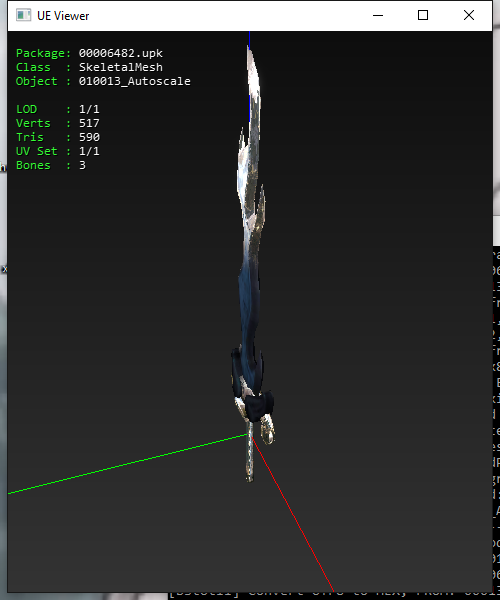 UE Viewer
Package: 00006482.upk
Class  : SkeletalMesh
Object : 010013_Autoscale
LOD    : 1/1
Verts  : 517
Tris   : 590
UV Set : 1/1
Bones  : 3